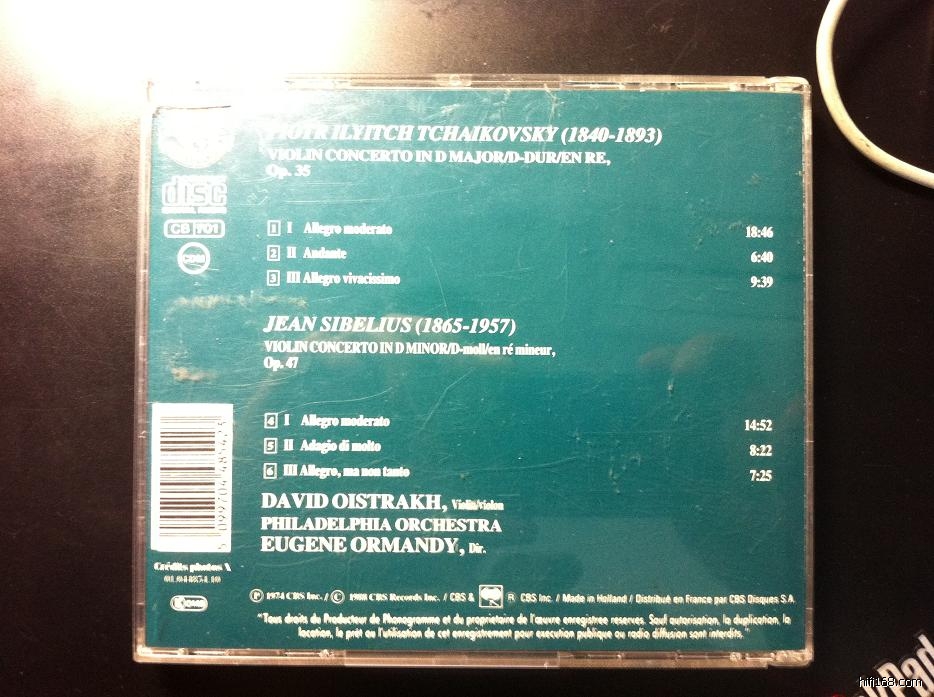 PIOTR ILYITCH TCHAIKOVSKY (1840-1893)
VIOLIN CONCERTO IN D MAJOR/D-DUR/EN RE,
Op. 35
1 I Allegro moderato 18:46
2 II Andante 6:40
3 III Allegro vivacissimo 9:39
JEAN SIBELIUS (1865-1957)
VIOLIN CONCERTO IN D MINOR/D-moll/en ré mineur,
Op. 47
4 I Allegro moderato 14:52
5 II Adagio di molto 8:22
6 III Allegro, ma non tanto 7:25
DAVID OISTRAKH, Violin/violon
PHILADELPHIA ORCHESTRA
EUGENE ORMANDY, Dir.
disc
CB 701
Crédits photos X
℗ 1974 CBS Inc. / © 1988 CBS Records Inc. / CBS & ® CBS Inc. / Made in Holland / Distribué en France par CBS Disques S.A.
"Tous droits du Producteur de Phonogramme et du proprietaire de l'œuvre enregistree reserves. Sauf autorisation, la duplication, la
location, le prêt ou l'utilisation de cet enregistrement pour execution publique ou radio diffusion sont interdits."
hifi168.com